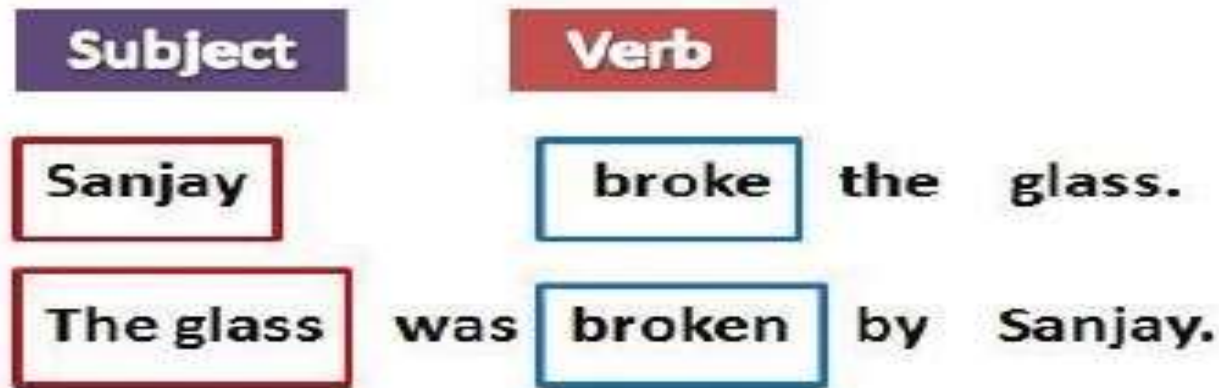 Subject Verb
Sanjay broke the glass.
The glass was broken by Sanjay.